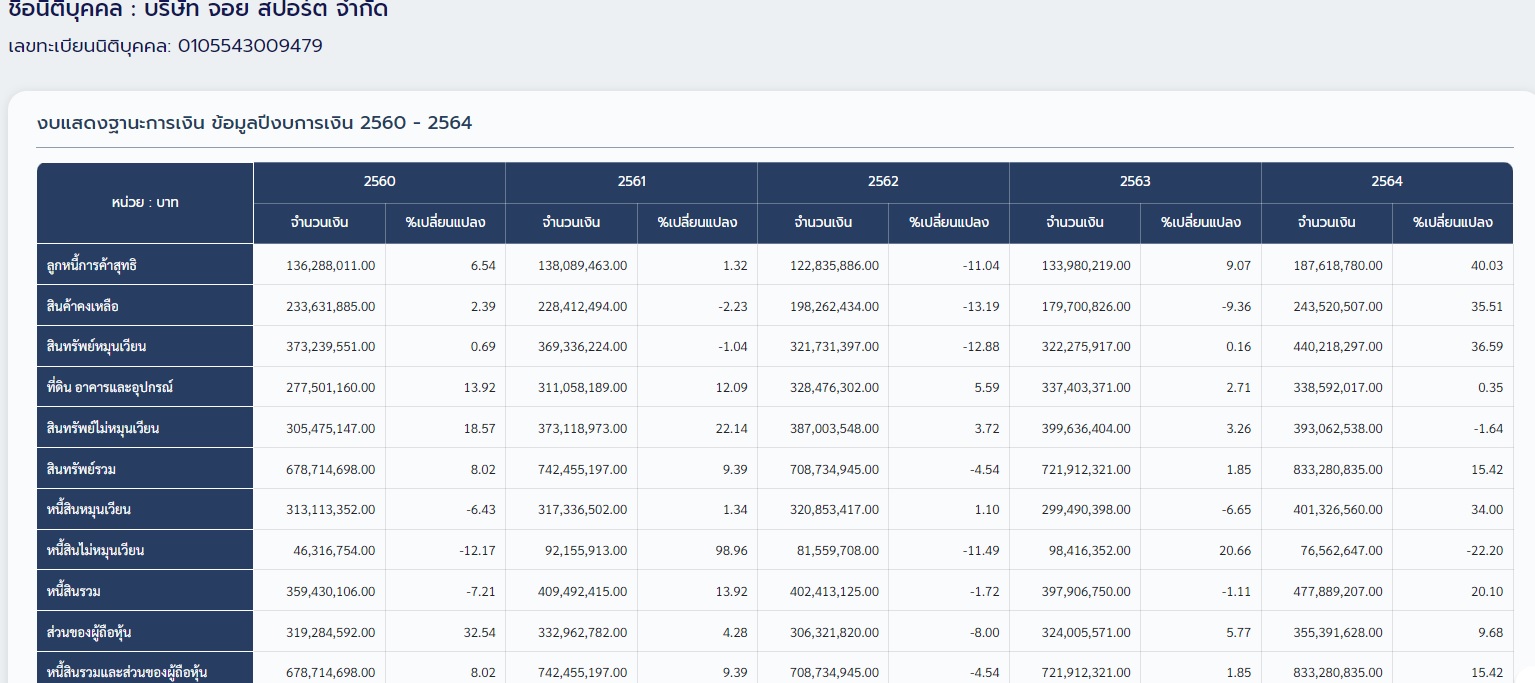 ชื่อนิติบุคคล : บริษัท จอย สปอร์ต จำกัด
เลขทะเบียนนิติบุคคล: 0105543009479
งบแสดงฐานะการเงิน ข้อมูลปีงบการเงิน 2560 - 2564
หน่วย : บาท 2560 2561 2562 2563 2564
จำนวนเงิน %เปลี่ยนแปลง จำนวนเงิน %เปลี่ยนแปลง จำนวนเงิน %เปลี่ยนแปลง จำนวนเงิน %เปลี่ยนแปลง จำนวนเงิน %เปลี่ยนแปลง
ลูกหนี้การค้าสุทธิ 136,288,011.00 6.54 138,089,463.00 1.32 122,835,886.00 -11.04 133,980,219.00 9.07 187,618,780.00 40.03
สินค้าคงเหลือ 233,631,885.00 2.39 228,412,494.00 -2.23 198,262,434.00 -13.19 179,700,826.00 -9.36 243,520,507.00 35.51
สินทรัพย์หมุนเวียน 373,239,551.00 0.69 369,336,224.00 -1.04 321,731,397.00 -12.88 322,275,917.00 0.16 440,218,297.00 36.59
ที่ดิน อาคารและอุปกรณ์ 277,501,160.00 13.92 311,058,189.00 12.09 328,476,302.00 5.59 337,403,371.00 2.71 338,592,017.00 0.35
สินทรัพย์ไม่หมุนเวียน 305,475,147.00 18.57 373,118,973.00 22.14 387,003,548.00 3.72 399,636,404.00 3.26 393,062,538.00 -1.64
สินทรัพย์รวม 678,714,698.00 8.02 742,455,197.00 9.39 708,734,945.00 -4.54 721,912,321.00 1.85 833,280,835.00 15.42
หนี้สินหมุนเวียน 313,113,352.00 -6.43 317,336,502.00 1.34 320,853,417.00 1.10 299,490,398.00 -6.65 401,326,560.00 34.00
หนี้สินไม่หมุนเวียน 46,316,754.00 -12.17 92,155,913.00 98.96 81,559,708.00 -11.49 98,416,352.00 20.66 76,562,647.00 -22.20
หนี้สินรวม 359,430,106.00 -7.21 409,492,415.00 13.92 402,413,125.00 -1.72 397,906,750.00 -1.11 477,889,207.00 20.10
ส่วนของผู้ถือหุ้น 319,284,592.00 32.54 332,962,782.00 4.28 306,321,820.00 -8.00 324,005,571.00 5.77 355,391,628.00 9.68
หนี้สินรวมและส่วนของผู้ถือหุ้น 678,714,698.00 8.02 742,455,197.00 9.39 708,734,945.00 -4.54 721,912,321.00 1.85 833,280,835.00 15.42